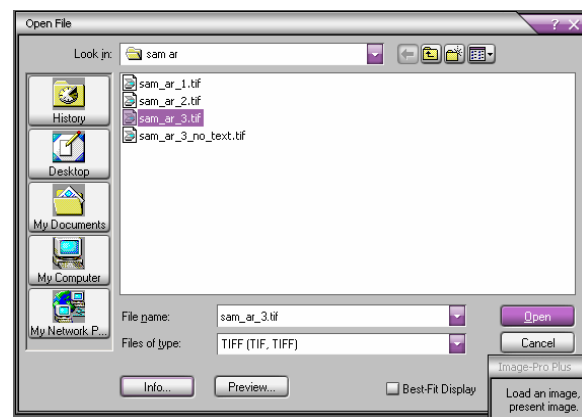 Open File
? X
Look in: sam ar
History
Desktop
My Documents
My Computer
My Network P...
sam_ar_1.tif
sam_ar_2.tif
sam_ar_3.tif
sam_ar_3_no_text.tif
File name: sam_ar_3.tif
Open
Files of type: TIFF (TIF, TIFF)
Cancel
Info...
Preview...
Best-Fit Display
Image-Pro Plus
Load an image,
present image.